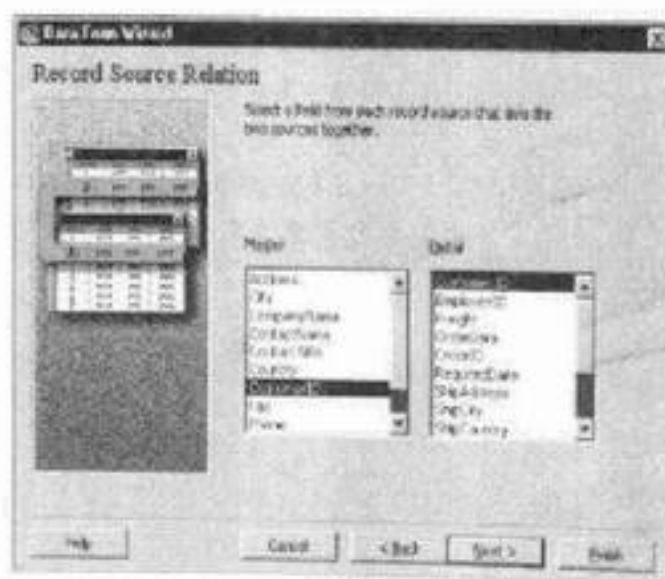 Data Form Wizard
Record Source Relation
Select a field from each record source that links the
two sources together.
Master
Detail
Address
City
CompanyName
ContactName
ContactTitle
Country
CustomerID
Fax
Phone
CustomerID
EmployeeID
Freight
OrderDate
OrderID
RequiredDate
ShipAddress
ShipCity
ShipCountry
Help
Cancel
< Back
Next >
Finish